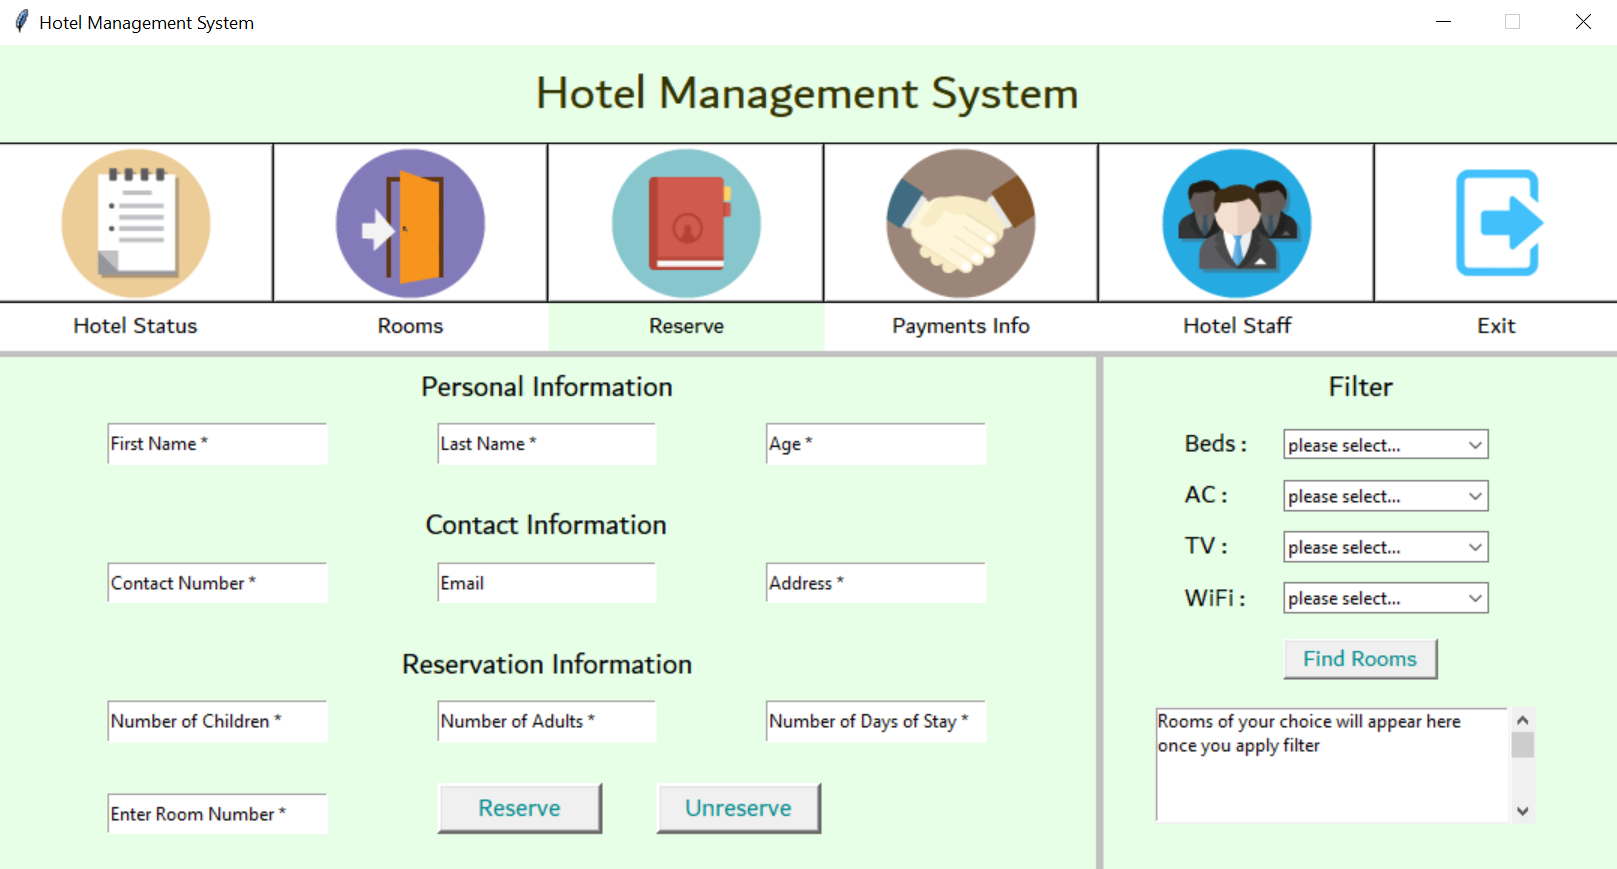 Hotel Management System
Hotel Management System
Hotel Status
Rooms
Reserve
Payments Info
Hotel Staff
Exit
Personal Information
First Name *
Last Name *
Age *
Contact Information
Contact Number *
Email
Address *
Reservation Information
Number of Children *
Number of Adults *
Number of Days of Stay *
Enter Room Number *
Reserve
Unreserve
Filter
Beds :
please select...
AC :
please select...
TV :
please select...
WiFi :
please select...
Find Rooms
Rooms of your choice will appear here
once you apply filter